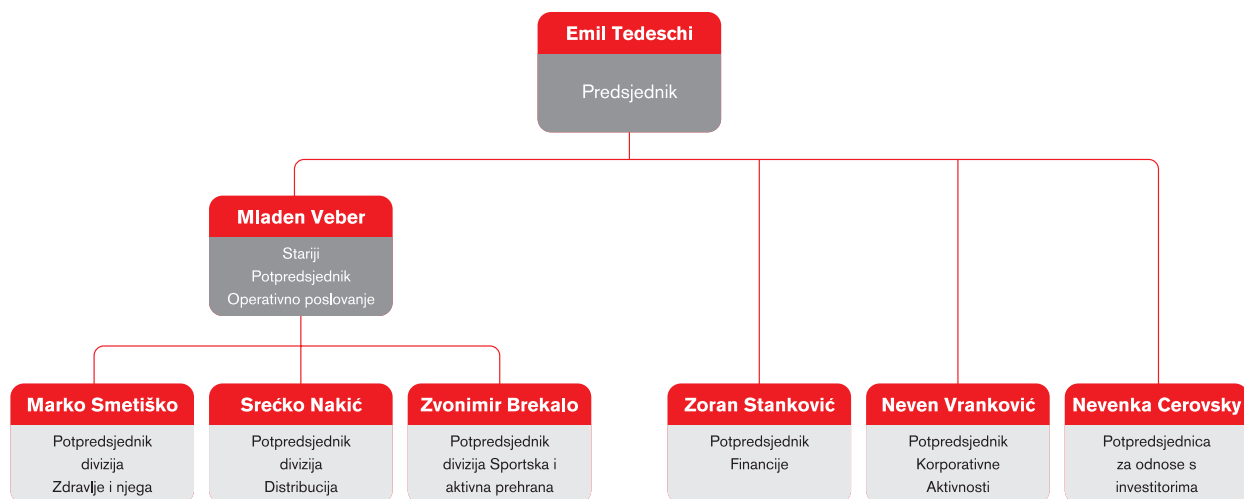 Emil Tedeschi
Predsjednik
Mladen Veber
Stariji
Potpredsjednik
Operativno poslovanje
Marko Smetiško
Potpredsjednik
divizija
Zdravlje i njega
Srećko Nakić
Potpredsjednik
divizija
Distribucija
Zvonimir Brekalo
Potpredsjednik
divizija Sportska i
aktivna prehrana
Zoran Stanković
Potpredsjednik
Financije
Neven Vranković
Potpredsjednik
Korporativne
Aktivnosti
Nevenka Cerovsky
Potpredsjednica
za odnose s
investitorima